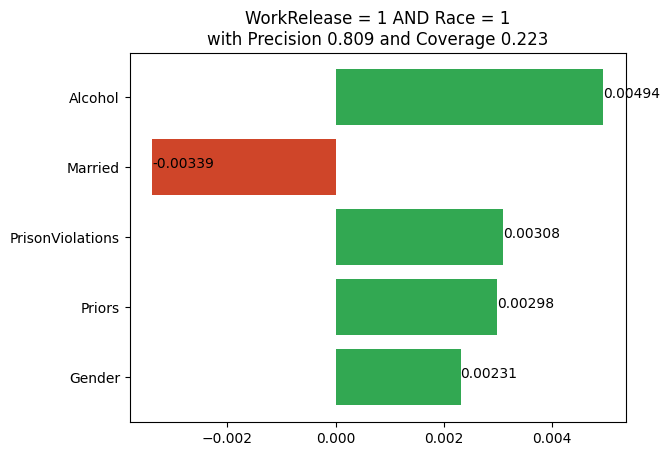 WorkRelease = 1 AND Race = 1
with Precision 0.809 and Coverage 0.223
Alcohol
0.00494
Married
-0.00339
PrisonViolations
0.00308
Priors
0.00298
Gender
0.00231
−0.002
0.000
0.002
0.004